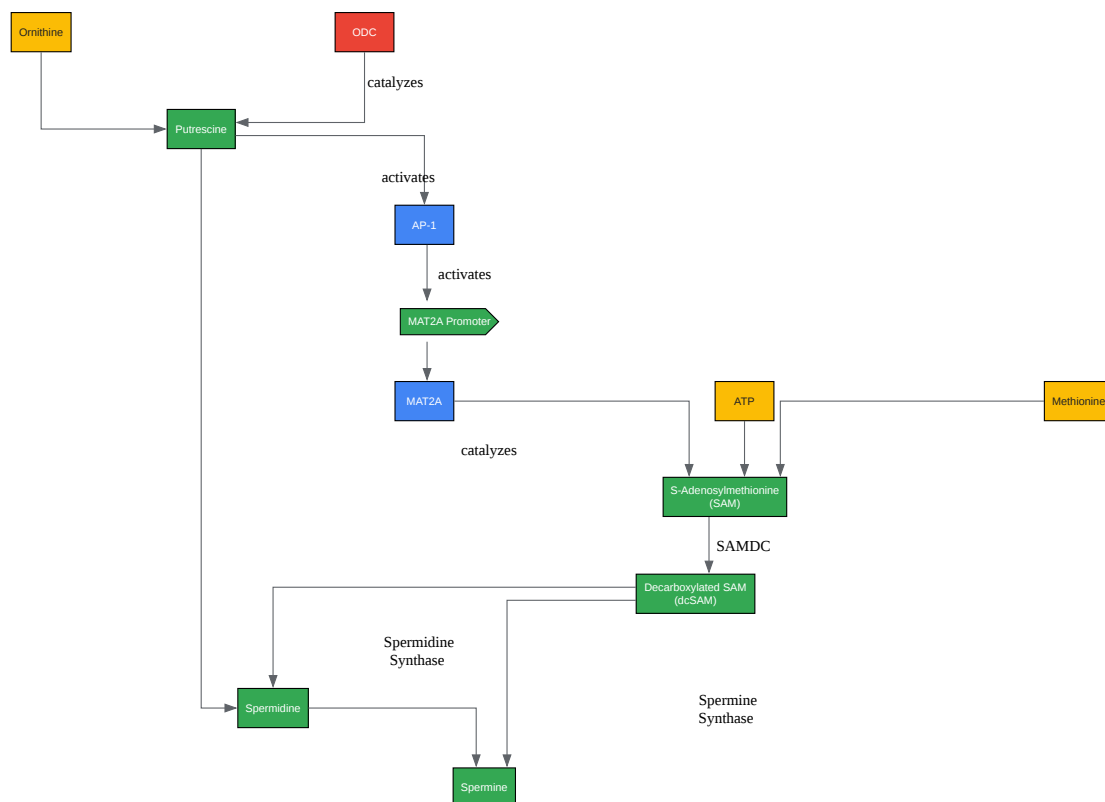 Ornithine
ODC
catalyzes
Putrescine
activates
AP-1
activates
MAT2A Promoter
MAT2A
ATP
Methionine
catalyzes
S-Adenosylmethionine
(SAM)
SAMDC
Decarboxylated SAM
(dcSAM)
Spermidine
Synthase
Spermidine
Spermine
Synthase
Spermine